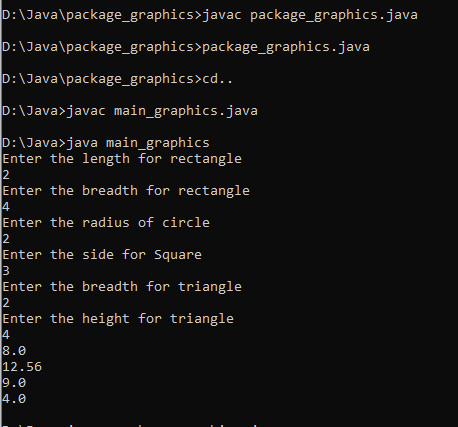 D:\Java\package_graphics>javac package_graphics.java
D:\Java\package_graphics>package_graphics.java
D:\Java\package_graphics>cd..
D:\Java>javac main_graphics.java
D:\Java>java main_graphics
Enter the length for rectangle
2
Enter the breadth for rectangle
4
Enter the radius of circle
2
Enter the side for Square
3
Enter the breadth for triangle
2
Enter the height for triangle
4
8.0
12.56
9.0
4.0